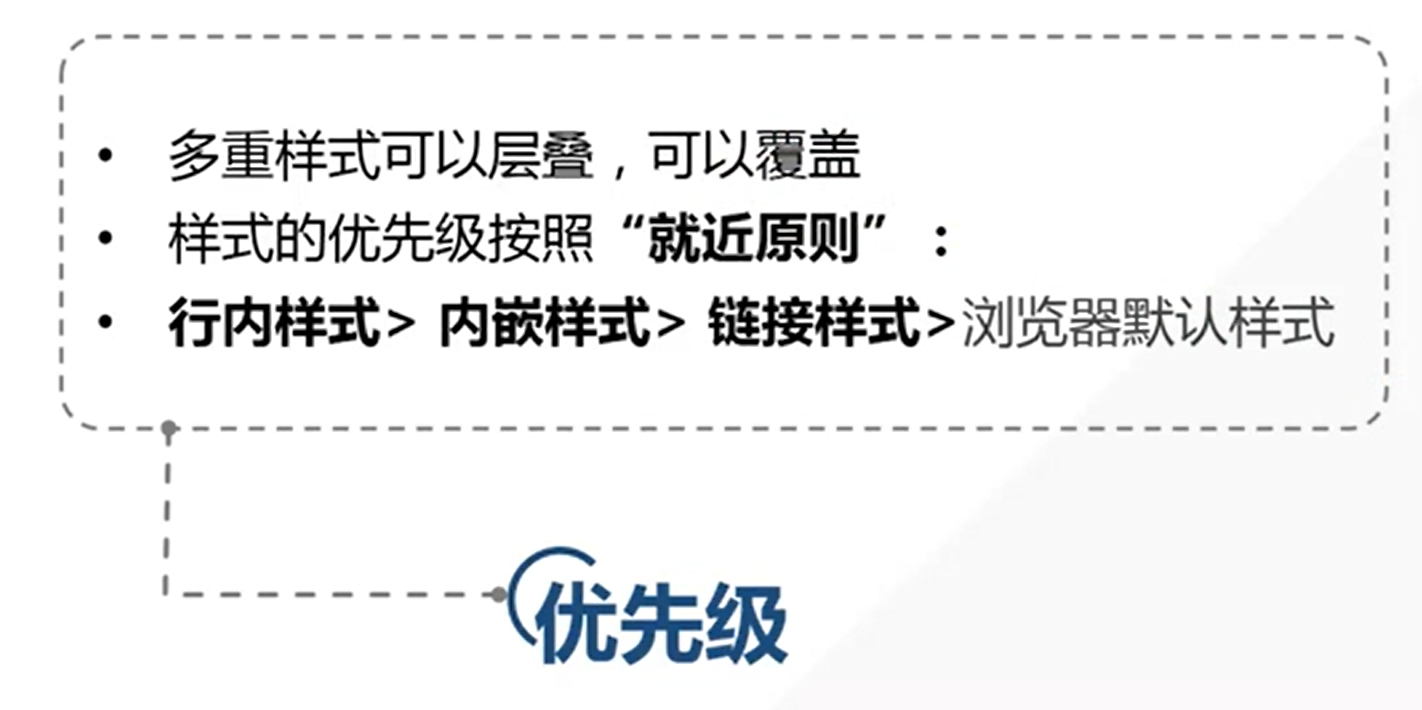 • 多重样式可以层叠，可以覆盖
• 样式的优先级按照“就近原则”：
• 行内样式> 内嵌样式> 链接样式>浏览器默认样式
优先级